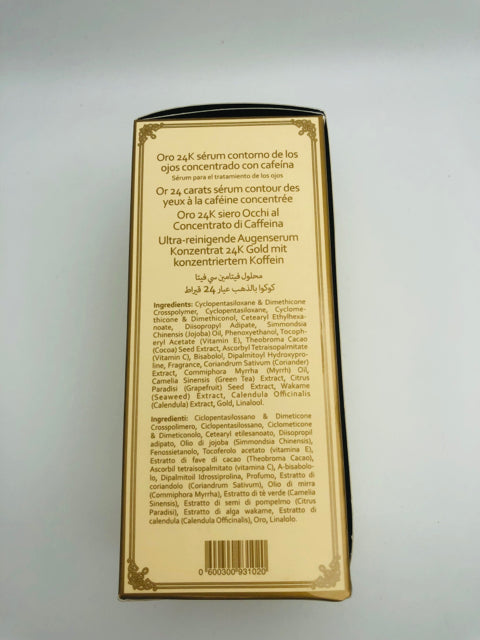 Oro 24K sérum contorno de los
ojos concentrado con cafeína
Sérum para el tratamiento de los ojos
Or 24 carats sérum contour des
yeux à la caféine concentrée
Oro 24K siero Occhi al
Concentrato di Caffeina
Ultra-reinigende Augenserum
Konzentrat 24K Gold mit
konzentriertem Koffein
محلول فيتامين سي فيتا
كوكوا بالذهب عيار 24 قيراط
Ingredients: Cyclopentasiloxane & Dimethicone
Crosspolymer, Cyclopentasiloxane, Cyclome-
thicone & Dimethiconol, Cetearyl Ethylhexa-
noate, Diisopropyl Adipate, Simmondsia
Chinensis (Jojoba) Oil, Phenoxyethanol, Tocoph-
eryl Acetate (Vitamin E), Theobroma Cacao
(Cocoa) Seed Extract, Ascorbyl Tetraisopalmitate
(Vitamin C), Bisabolol, Dipalmitoyl Hydroxypro-
line, Fragrance, Coriandrum Sativum (Coriander)
Extract, Commiphora Myrrha (Myrrh) Oil,
Camelia Sinensis (Green Tea) Extract, Citrus
Paradisi (Grapefruit) Seed Extract, Wakame
(Seaweed) Extract, Calendula Officinalis
(Calendula) Extract, Gold, Linalool.
Ingredienti: Ciclopentasilossano & Dimeticone
Crosspolimero, Ciclopentasilossano, Ciclometicone
& Dimeticonolo, Cetearyl etilesanoato, Diisopropil
adipato, Olio di jojoba (Simmondsia Chinensis),
Fenossietanolo, Tocoferolo acetato (vitamina E),
Estratto di fave di cacao (Theobroma Cacao),
Ascorbil tetraisopalmitato (vitamina C), A-bisabolo-
lo, Dipalmitoil Idrossiprolina, Profumo, Estratto di
coriandolo (Coriandrum Sativum), Olio di mirra
(Commiphora Myrrha), Estratto di tè verde (Camelia
Sinensis), Estratto di semi di pompelmo (Citrus
Paradisi), Estratto di alga wakame, Estratto di
calendula (Calendula Officinalis), Oro, Linalolo.
0 600300 931020